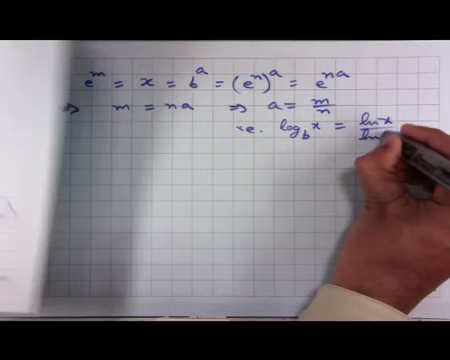 e^m = x = b^a = (e^n)^a = e^{na}
⇒ m = na ⇒ a = m/n
i.e. log_b x = ln x / ln